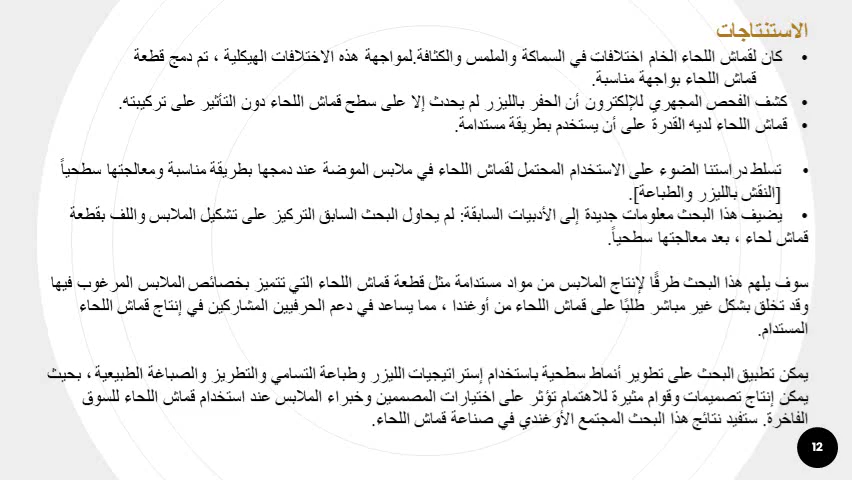 الاستنتاجات
• كان لقماش اللحاء الخام اختلافات في السماكة والملمس والكثافة.لمواجهة هذه الاختلافات الهيكلية ، تم دمج قطعة
قماش اللحاء بواجهة مناسبة.
• كشف الفحص المجهري للإلكترون أن الحفر بالليزر لم يحدث إلا على سطح قماش اللحاء دون التأثير على تركيبته.
• قماش اللحاء لديه القدرة على أن يستخدم بطريقة مستدامة.
• تسلط دراستنا الضوء على الاستخدام المحتمل لقماش اللحاء في ملابس الموضة عند دمجها بطريقة مناسبة ومعالجتها سطحياً
[النقش بالليزر والطباعة].
• يضيف هذا البحث معلومات جديدة إلى الأدبيات السابقة: لم يحاول البحث السابق التركيز على تشكيل الملابس واللف بقطعة
قماش لحاء ، بعد معالجتها سطحياً.
سوف يلهم هذا البحث طرقًا لإنتاج الملابس من مواد مستدامة مثل قطعة قماش اللحاء التي تتميز بخصائص الملابس المرغوب فيها
وقد تخلق بشكل غير مباشر طلبًا على قماش اللحاء من أوغندا ، مما يساعد في دعم الحرفيين المشاركين في إنتاج قماش اللحاء
المستدام.
يمكن تطبيق البحث على تطوير أنماط سطحية باستخدام إستراتيجيات الليزر وطباعة التسامي والتطريز والصباغة الطبيعية ، بحيث
يمكن إنتاج تصميمات وقوام مثيرة للاهتمام تؤثر على اختيارات المصممين وخبراء الملابس عند استخدام قماش اللحاء للسوق
الفاخرة. ستفيد نتائج هذا البحث المجتمع الأوغندي في صناعة قماش اللحاء.
12